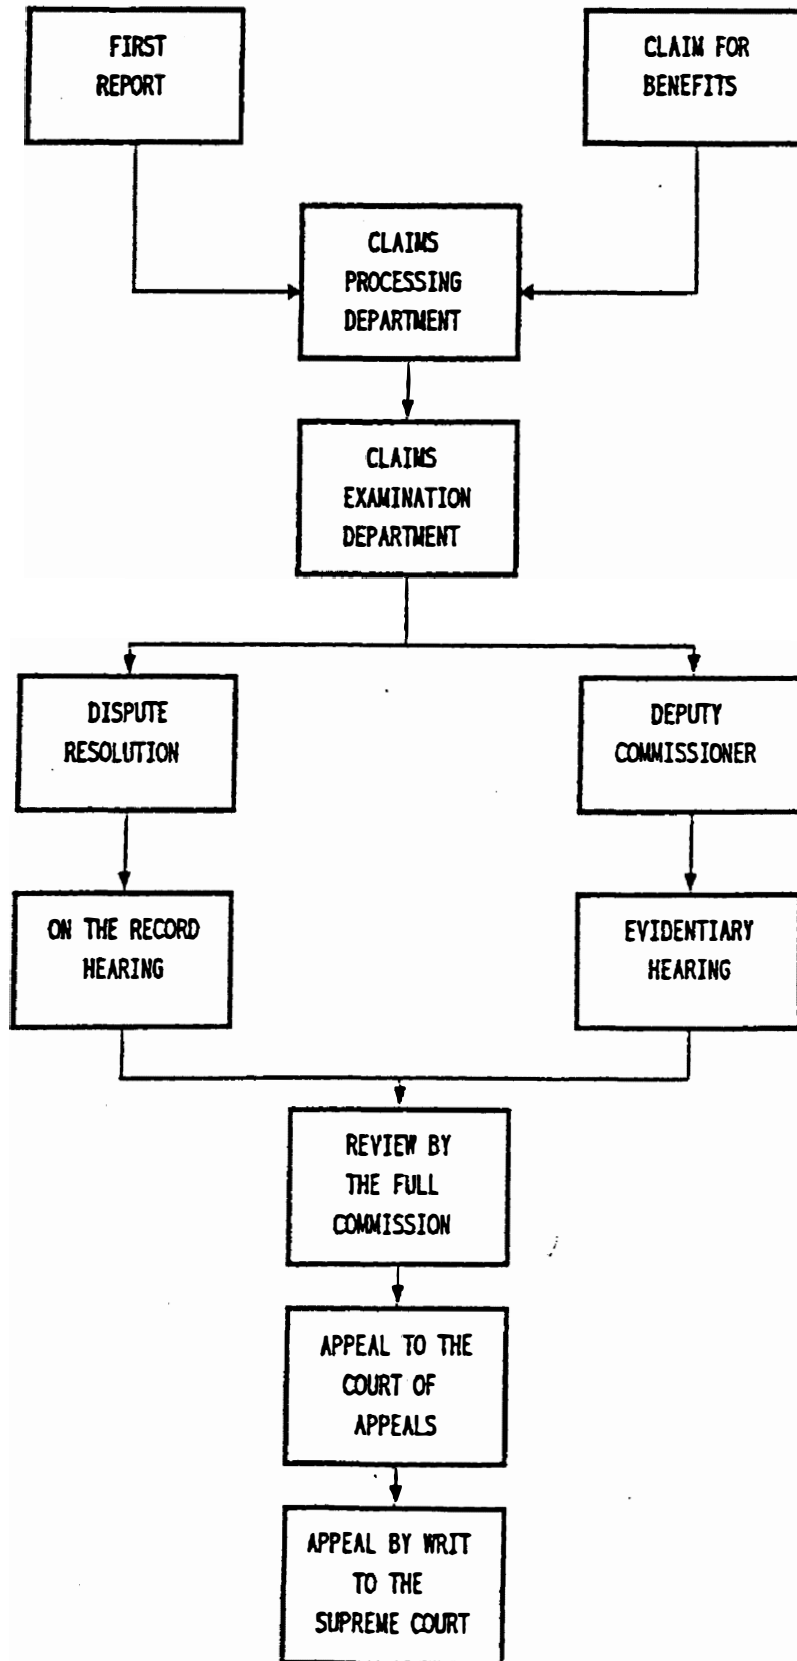 FIRST
REPORT
CLAIM FOR
BENEFITS
CLAIMS
PROCESSING
DEPARTMENT
CLAIMS
EXAMINATION
DEPARTMENT
DISPUTE
RESOLUTION
DEPUTY
COMMISSIONER
ON THE RECORD
HEARING
EVIDENTIARY
HEARING
REVIEW BY
THE FULL
COMMISSION
APPEAL TO THE
COURT OF
APPEALS
APPEAL BY WRIT
TO THE
SUPREME COURT